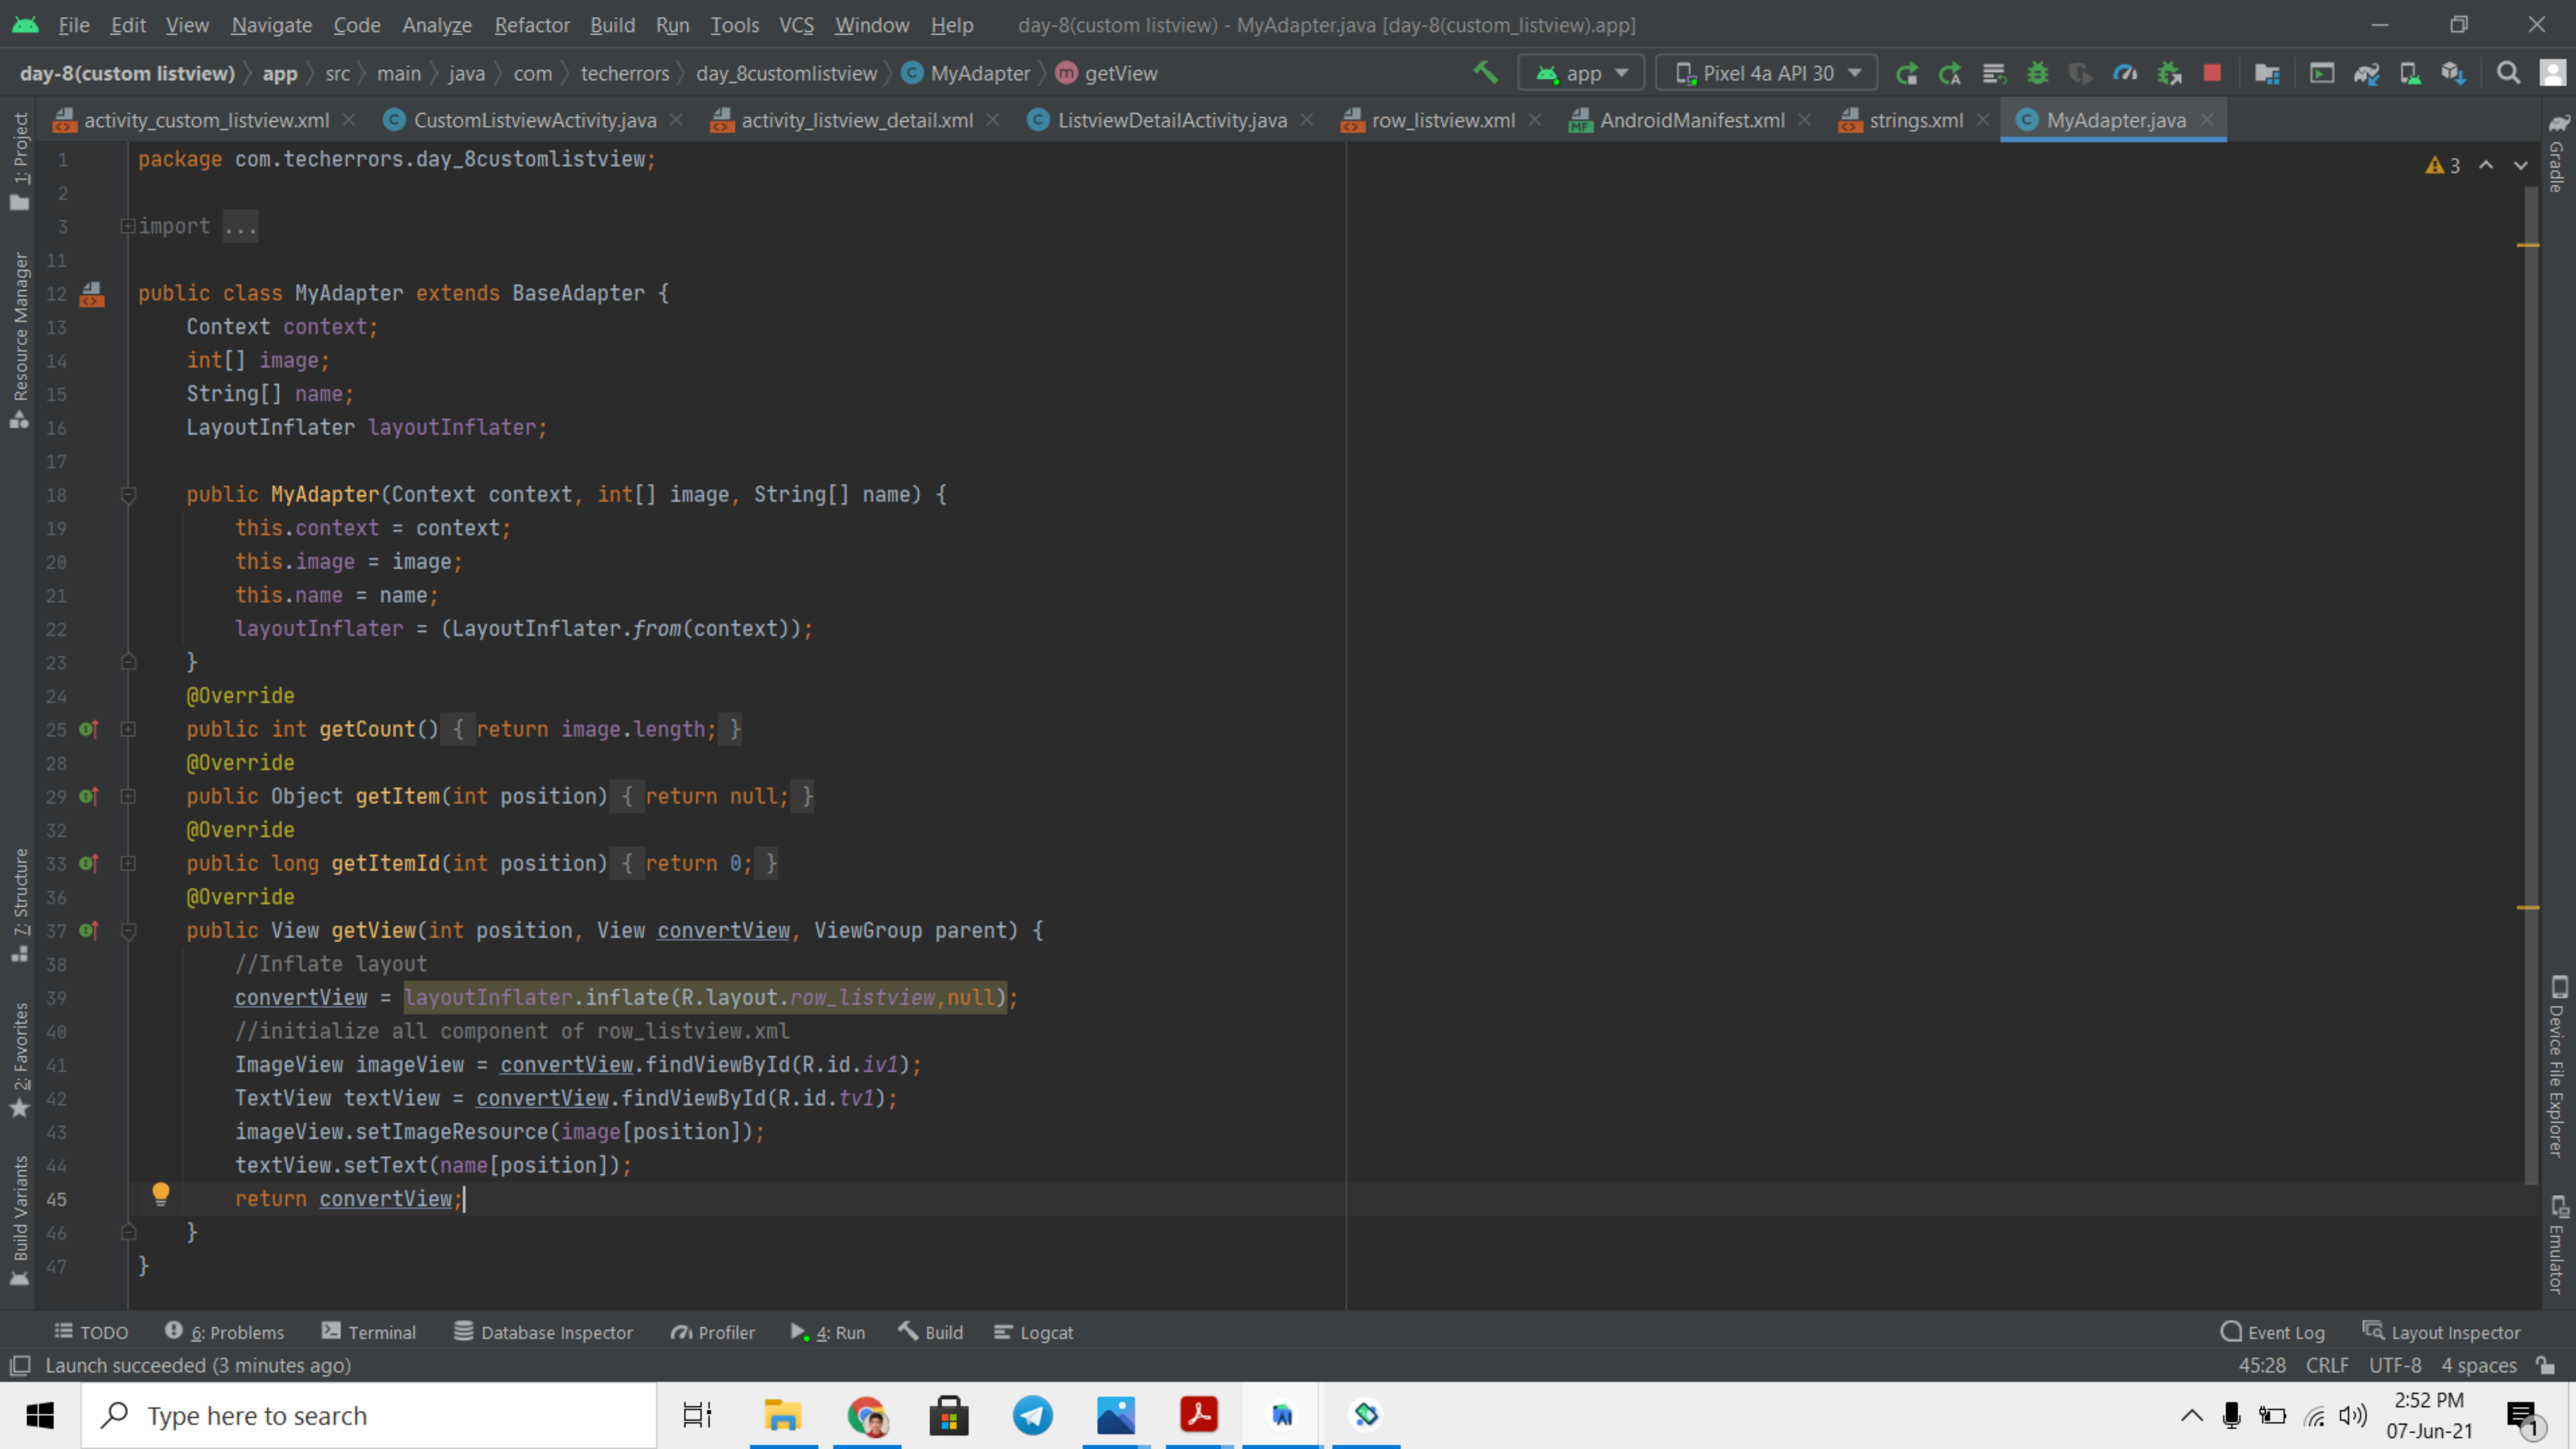 File Edit View Navigate Code Analyze Refactor Build Run Tools VCS Window Help day-8(custom listview) - MyAdapter.java [day-8(custom_listview).app]
day-8(custom listview) app src main java com techerrors day_8customlistview MyAdapter getView app Pixel 4a API 30
activity_custom_listview.xml CustomListviewActivity.java activity_listview_detail.xml ListviewDetailActivity.java row_listview.xml AndroidManifest.xml strings.xml MyAdapter.java
1 package com.techerrors.day_8customlistview;
2
3 import ...
11
12 public class MyAdapter extends BaseAdapter {
13 Context context;
14 int[] image;
15 String[] name;
16 LayoutInflater layoutInflater;
17
18 public MyAdapter(Context context, int[] image, String[] name) {
19 this.context = context;
20 this.image = image;
21 this.name = name;
22 layoutInflater = (LayoutInflater.from(context));
23 }
24 @Override
25 public int getCount() { return image.length; }
28 @Override
29 public Object getItem(int position) { return null; }
32 @Override
33 public long getItemId(int position) { return 0; }
36 @Override
37 public View getView(int position, View convertView, ViewGroup parent) {
38 //Inflate layout
39 convertView = layoutInflater.inflate(R.layout.row_listview,null);
40 //initialize all component of row_listview.xml
41 ImageView imageView = convertView.findViewById(R.id.iv1);
42 TextView textView = convertView.findViewById(R.id.tv1);
43 imageView.setImageResource(image[position]);
44 textView.setText(name[position]);
45 return convertView;
46 }
47 }
3
1: Project
Resource Manager
7: Structure
2: Favorites
Build Variants
Gradle
Device File Explorer
Emulator
TODO 6: Problems Terminal Database Inspector Profiler 4: Run Build Logcat Event Log Layout Inspector
Launch succeeded (3 minutes ago) 45:28 CRLF UTF-8 4 spaces
Type here to search
2:52 PM
07-Jun-21
1